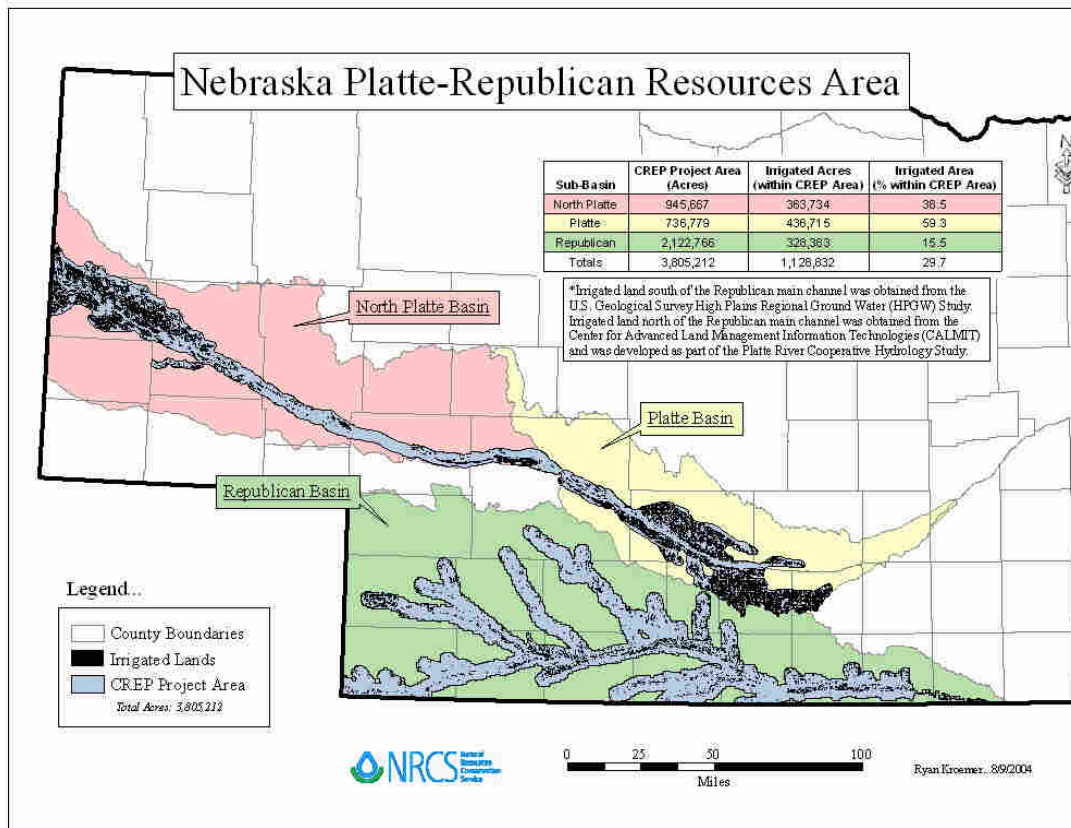 Nebraska Platte-Republican Resources Area
N
Sub-Basin CREP Project Area (Acres) Irrigated Acres (within CREP Area) Irrigated Area (% within CREP Area)
North Platte 945,667 363,734 38.5
Platte 736,779 436,715 59.3
Republican 2,122,766 328,383 15.5
Totals 3,805,212 1,128,832 29.7
*Irrigated land south of the Republican main channel was obtained from the
U.S. Geological Survey High Plains Regional Ground Water (HPGW) Study.
Irrigated land north of the Republican main channel was obtained from the
Center for Advanced Land Management Information Technologies (CALMIT)
and was developed as part of the Platte River Cooperative Hydrology Study.
North Platte Basin
Platte Basin
Republican Basin
Legend...
County Boundaries
Irrigated Lands
CREP Project Area
Total Acres: 3,805,212
NRCS
Natural
Resources
Conservation
Service
0 25 50 100
Miles
Ryan Kroemer...8/9/2004